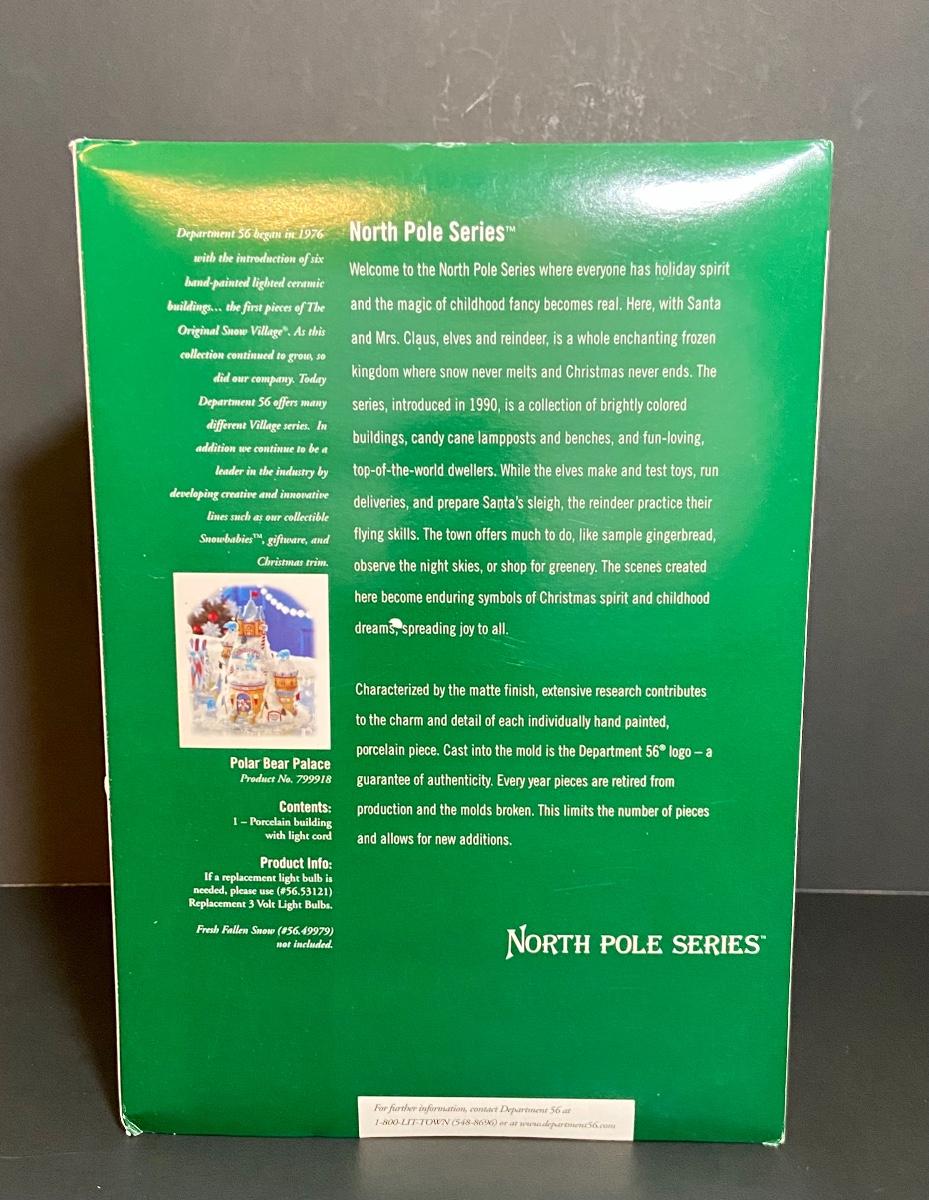 Department 56 began in 1976
with the introduction of six
hand-painted lighted ceramic
buildings... the first pieces of The
Original Snow Village®. As this
collection continued to grow, so
did our company. Today
Department 56 offers many
different Village series. In
addition we continue to be a
leader in the industry by
developing creative and innovative
lines such as our collectible
Snowbabies™, giftware, and
Christmas trim.
Polar Bear Palace
Product No. 799918
Contents:
1 – Porcelain building
with light cord
Product Info:
If a replacement light bulb is
needed, please use (#56.53121)
Replacement 3 Volt Light Bulbs.
Fresh Fallen Snow (#56.49979)
not included.
North Pole Series™
Welcome to the North Pole Series where everyone has holiday spirit
and the magic of childhood fancy becomes real. Here, with Santa
and Mrs. Claus, elves and reindeer, is a whole enchanting frozen
kingdom where snow never melts and Christmas never ends. The
series, introduced in 1990, is a collection of brightly colored
buildings, candy cane lampposts and benches, and fun-loving,
top-of-the-world dwellers. While the elves make and test toys, run
deliveries, and prepare Santa's sleigh, the reindeer practice their
flying skills. The town offers much to do, like sample gingerbread,
observe the night skies, or shop for greenery. The scenes created
here become enduring symbols of Christmas spirit and childhood
dreams, spreading joy to all.
Characterized by the matte finish, extensive research contributes
to the charm and detail of each individually hand painted,
porcelain piece. Cast into the mold is the Department 56® logo – a
guarantee of authenticity. Every year pieces are retired from
production and the molds broken. This limits the number of pieces
and allows for new additions.
NORTH POLE SERIES™
For further information, contact Department 56 at
1-800-LIT-TOWN (548-8696) or at www.department56.com